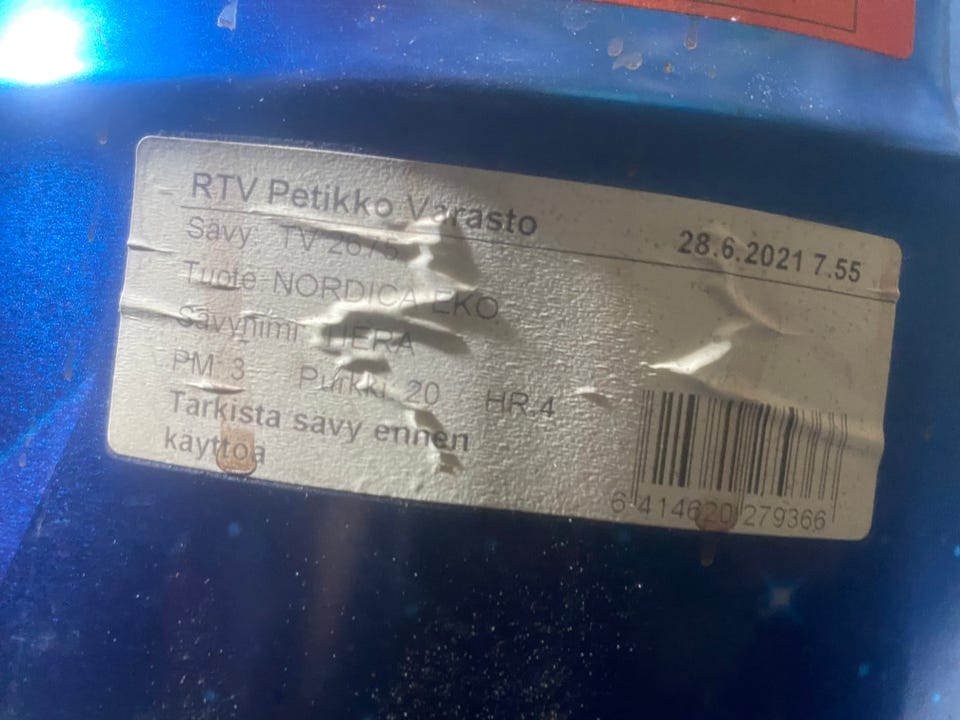 RTV Petikko Varasto
28.6.2021 7.55
Sävy TV 2675
Tuote NORDICA EKO
Sävynimi
PM 3 Purkki: 20 HR.4
Tarkista sävy ennen
käyttöä
6 414620 279366